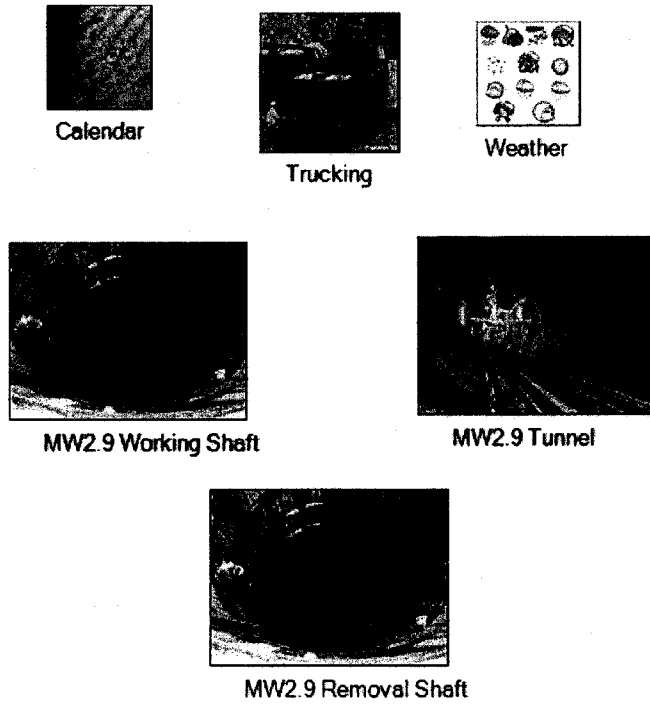 Calendar
Trucking
Weather
MW2.9 Working Shaft
MW2.9 Tunnel
MW2.9 Removal Shaft